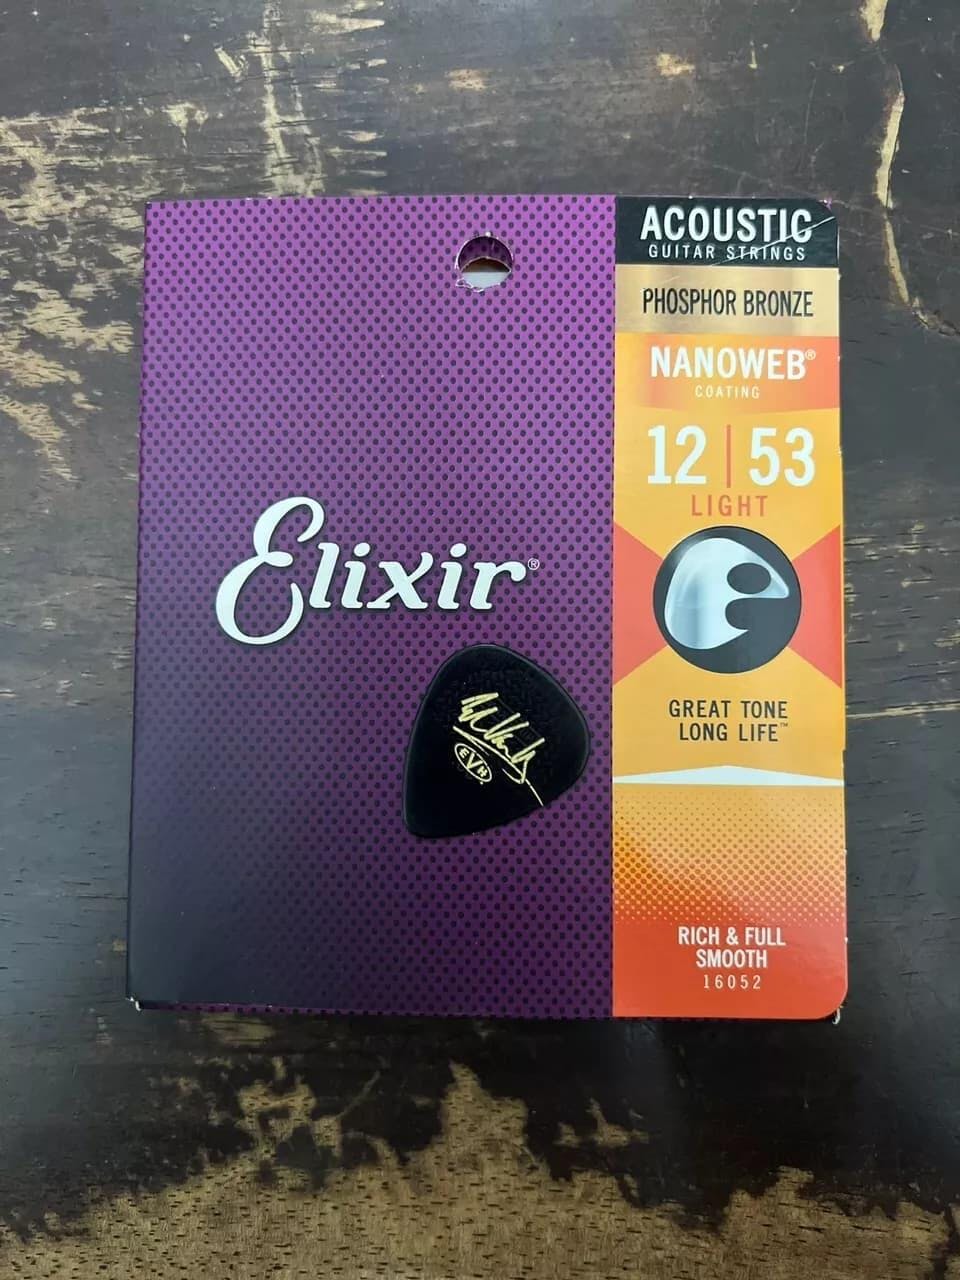 ACOUSTIC
GUITAR STRINGS
PHOSPHOR BRONZE
NANOWEB®
COATING
12 | 53
LIGHT
Elixir®
EVH
GREAT TONE
LONG LIFE™
RICH & FULL
SMOOTH
16052